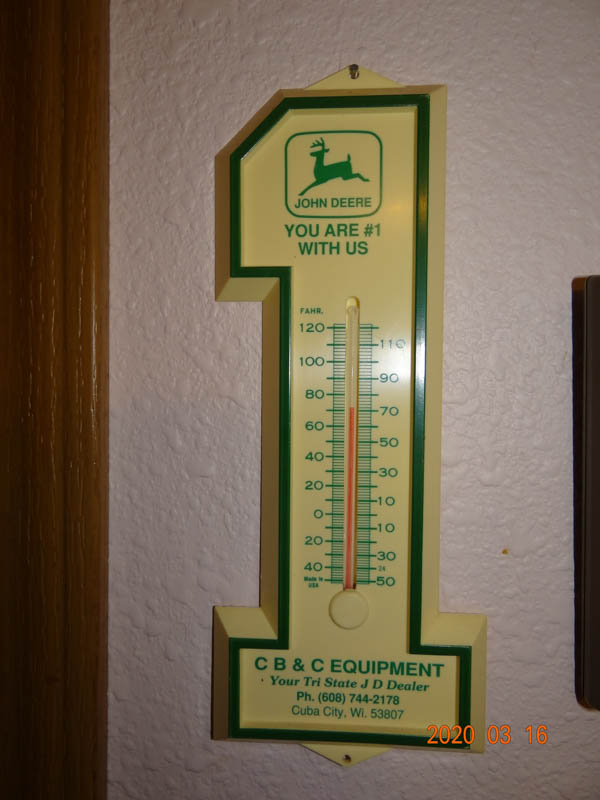 JOHN DEERE
YOU ARE #1
WITH US
FAHR.
120
110
100
90
80
70
60
50
40
30
20
10
0
10
20
30
40
24
Made in
USA
50
C B & C EQUIPMENT
Your Tri State J D Dealer
Ph. (608) 744-2178
Cuba City, Wi. 53807
2020 03 16